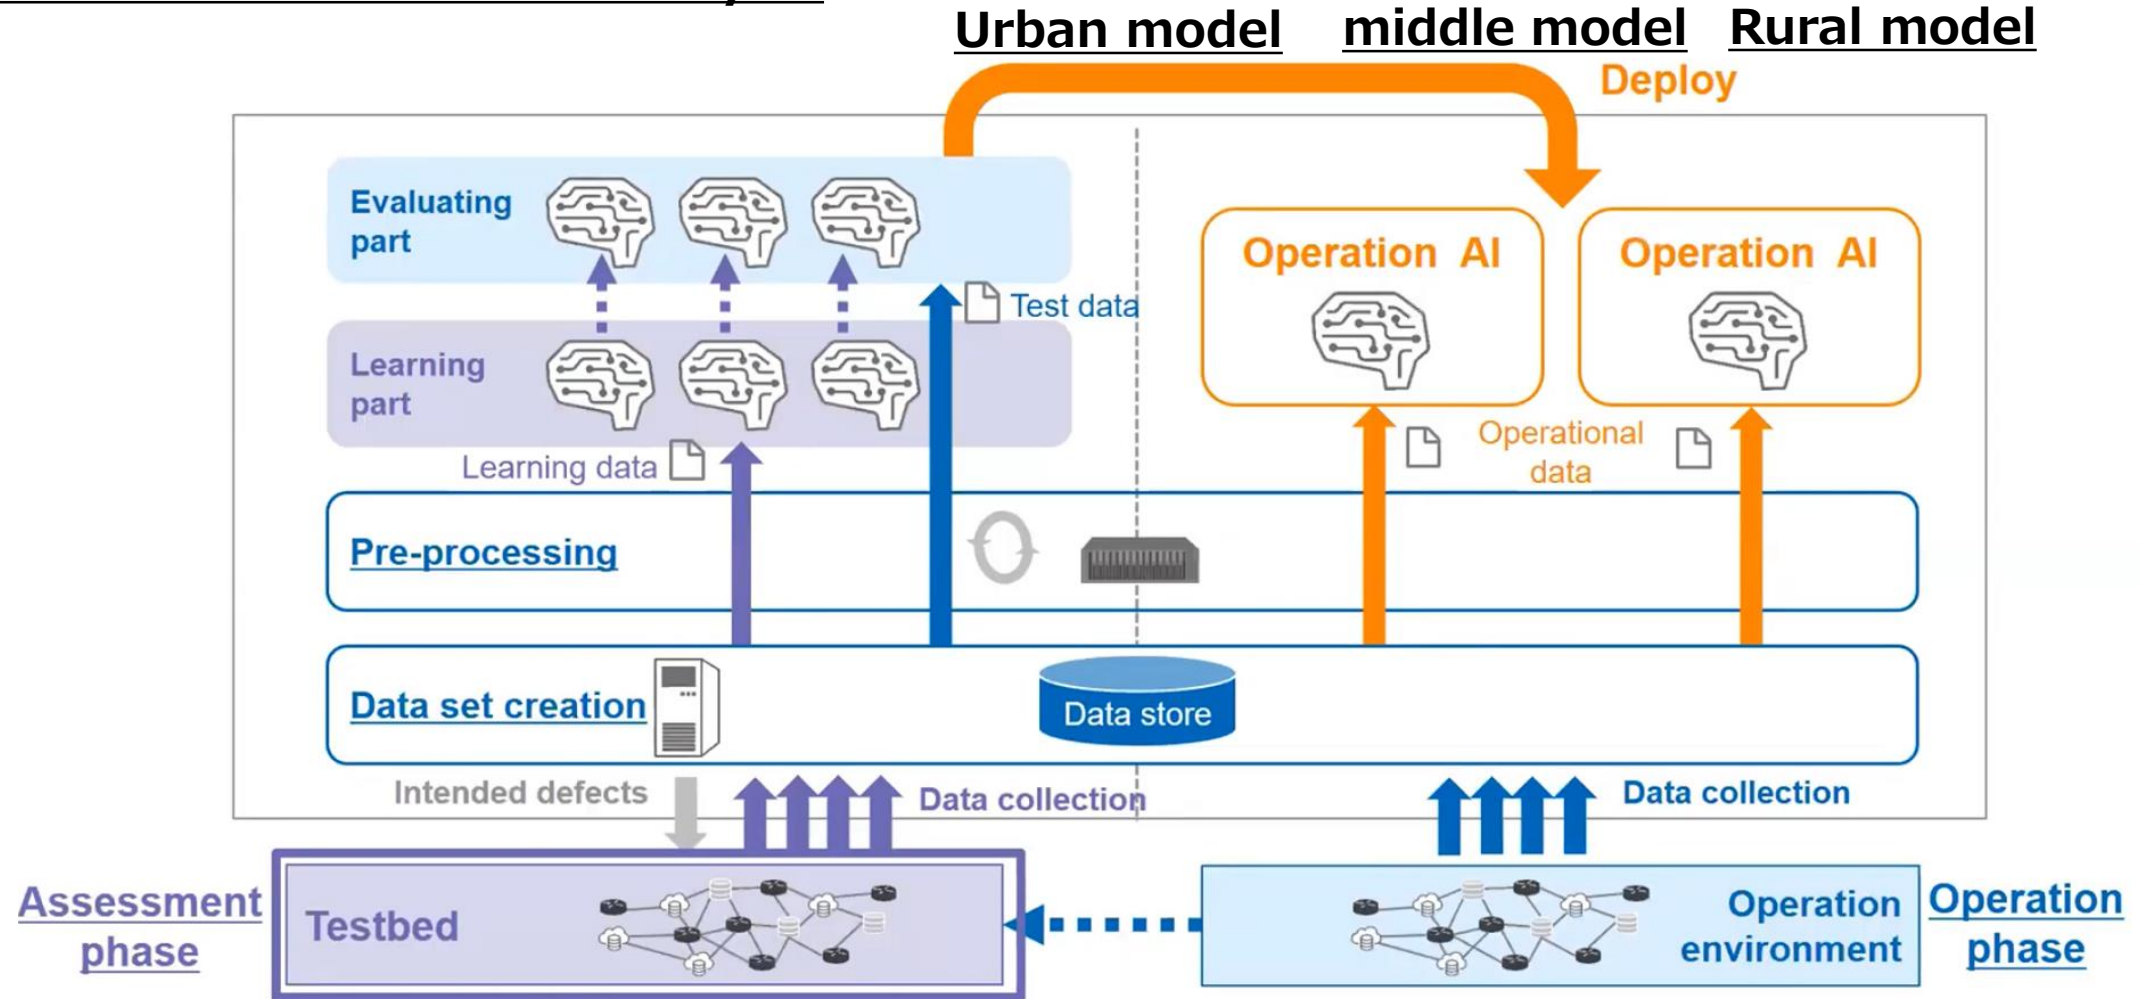 Urban model middle model Rural model
Deploy
Evaluating
part
Operation AI
Operation AI
Test data
Learning
part
Operational
data
Learning data
Pre-processing
Data set creation
Data store
Intended defects
Data collection
Data collection
Assessment
phase
Testbed
Operation
environment
Operation
phase